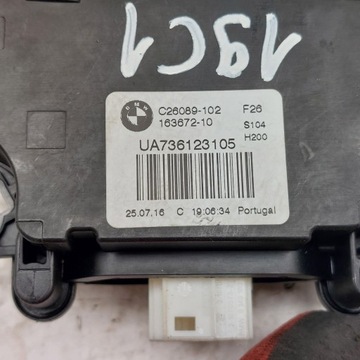 19C1
BMW
C26089-102 F26
163672-10 S104
H200
UA736123105
25.07.16 C 19:06:34 Portugal